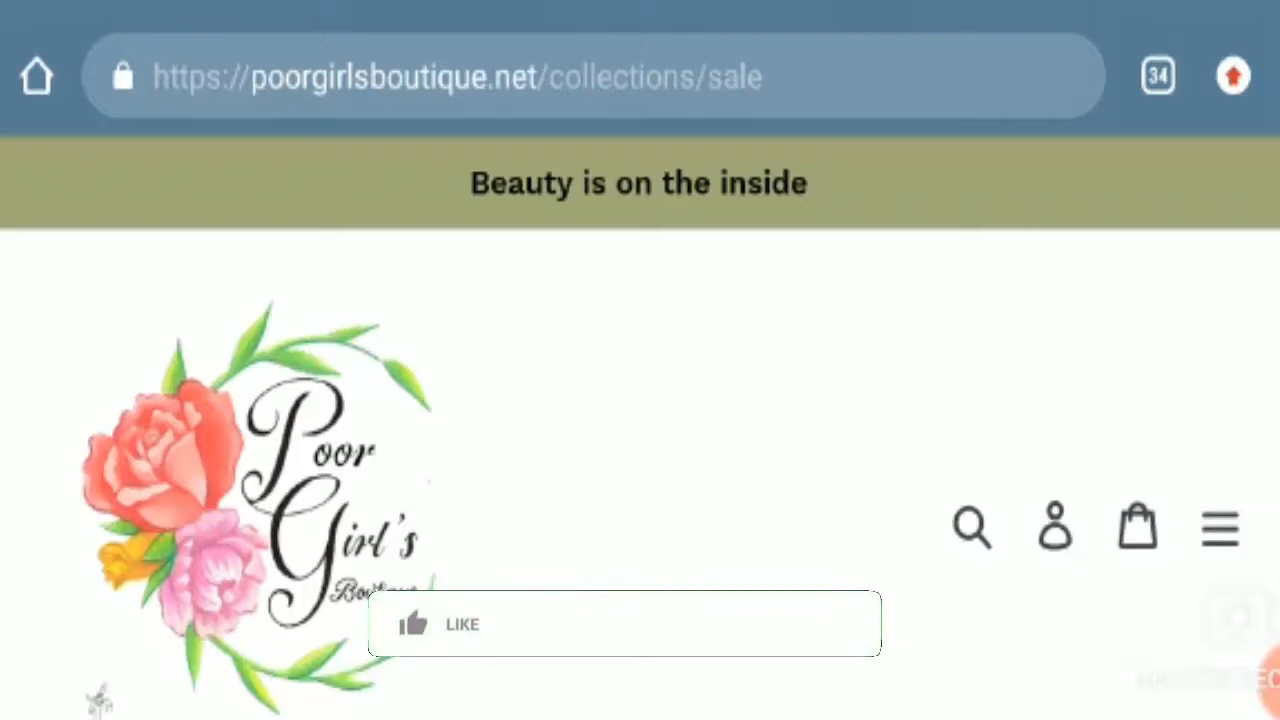 https://poorgirlsboutique.net/collections/sale
34
Beauty is on the inside
Poor
Girl's
LIKE